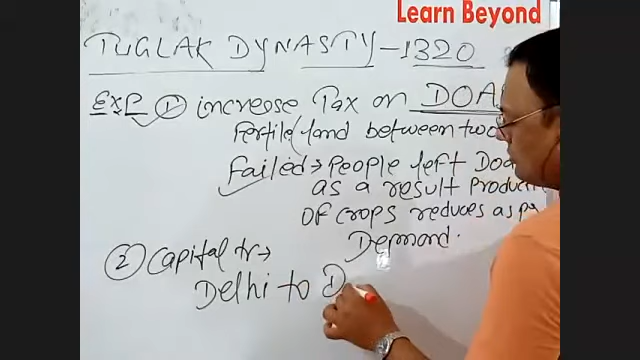 Learn Beyond
TUGLAK DYNASTY-1320
Exp ① increase Tax on DOA
Fertile land between two
Failed → People left Doa
as a result Product
OF crops reduces as pe
Demand.
② Capital tr →
Delhi to D